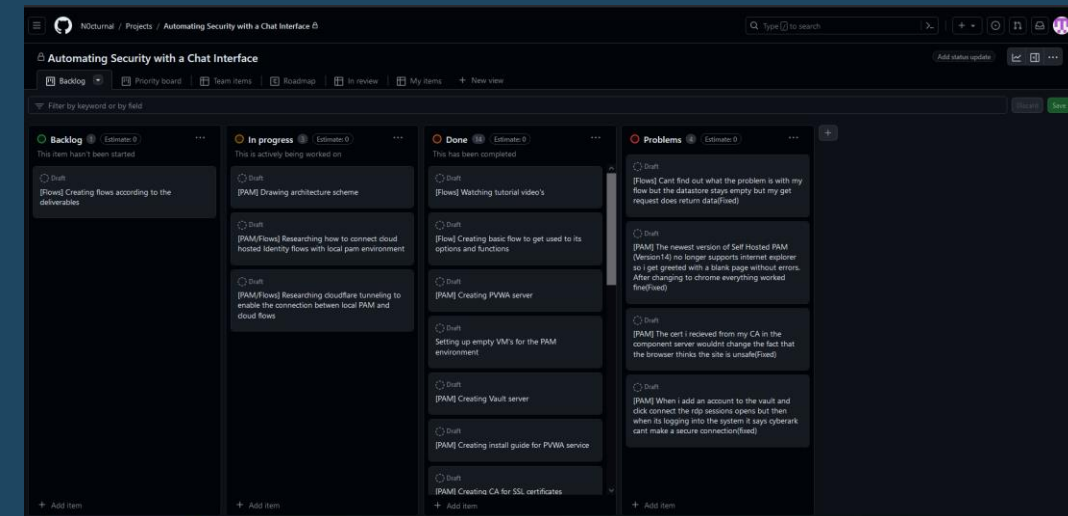 N0cturnal / Projects / Automating Security with a Chat Interface
Type / to search
Automating Security with a Chat Interface
Add status update
Backlog
Priority board
Team items
Roadmap
In review
My items
+ New view
Filter by keyword or by field
Discard
Save
Backlog 1 Estimate: 0
This item hasn't been started
Draft
[Flows] Creating flows according to the
deliverables
+ Add item
In progress 3 Estimate: 0
This is actively being worked on
Draft
[PAM] Drawing architecture scheme
Draft
[PAM/Flows] Researching how to connect cloud
hosted Identity flows with local pam environment
Draft
[PAM/Flows] Researching cloudflare tunneling to
enable the connection betwen local PAM and
cloud flows
+ Add item
Done 14 Estimate: 0
This has been completed
Draft
[Flows] Watching tutorial video's
Draft
[Flow] Creating basic flow to get used to its
options and functions
Draft
[PAM] Creating PVWA server
Draft
Setting up empty VM's for the PAM
environment
Draft
[PAM] Creating Vault server
Draft
[PAM] Creating install guide for PVWA service
Draft
[PAM] Creating CA for SSL certificates
+ Add item
Problems 4 Estimate: 0
Draft
[Flows] Cant find out what the problem is with my
flow but the datastore stays empty but my get
request does return data(Fixed)
Draft
[PAM] The newest version of Self Hosted PAM
(Version14) no longer supports internet explorer
so i get greeted with a blank page without errors.
After changing to chrome everything worked
fine(Fixed)
Draft
[PAM] The cert i recieved from my CA in the
component server wouldnt change the fact that
the browser thinks the site is unsafe(Fixed)
Draft
[PAM] When i add an account to the vault and
click connect the rdp sessions opens but then
when its logging into the system it says cyberark
cant make a secure connection(fixed)
+ Add item